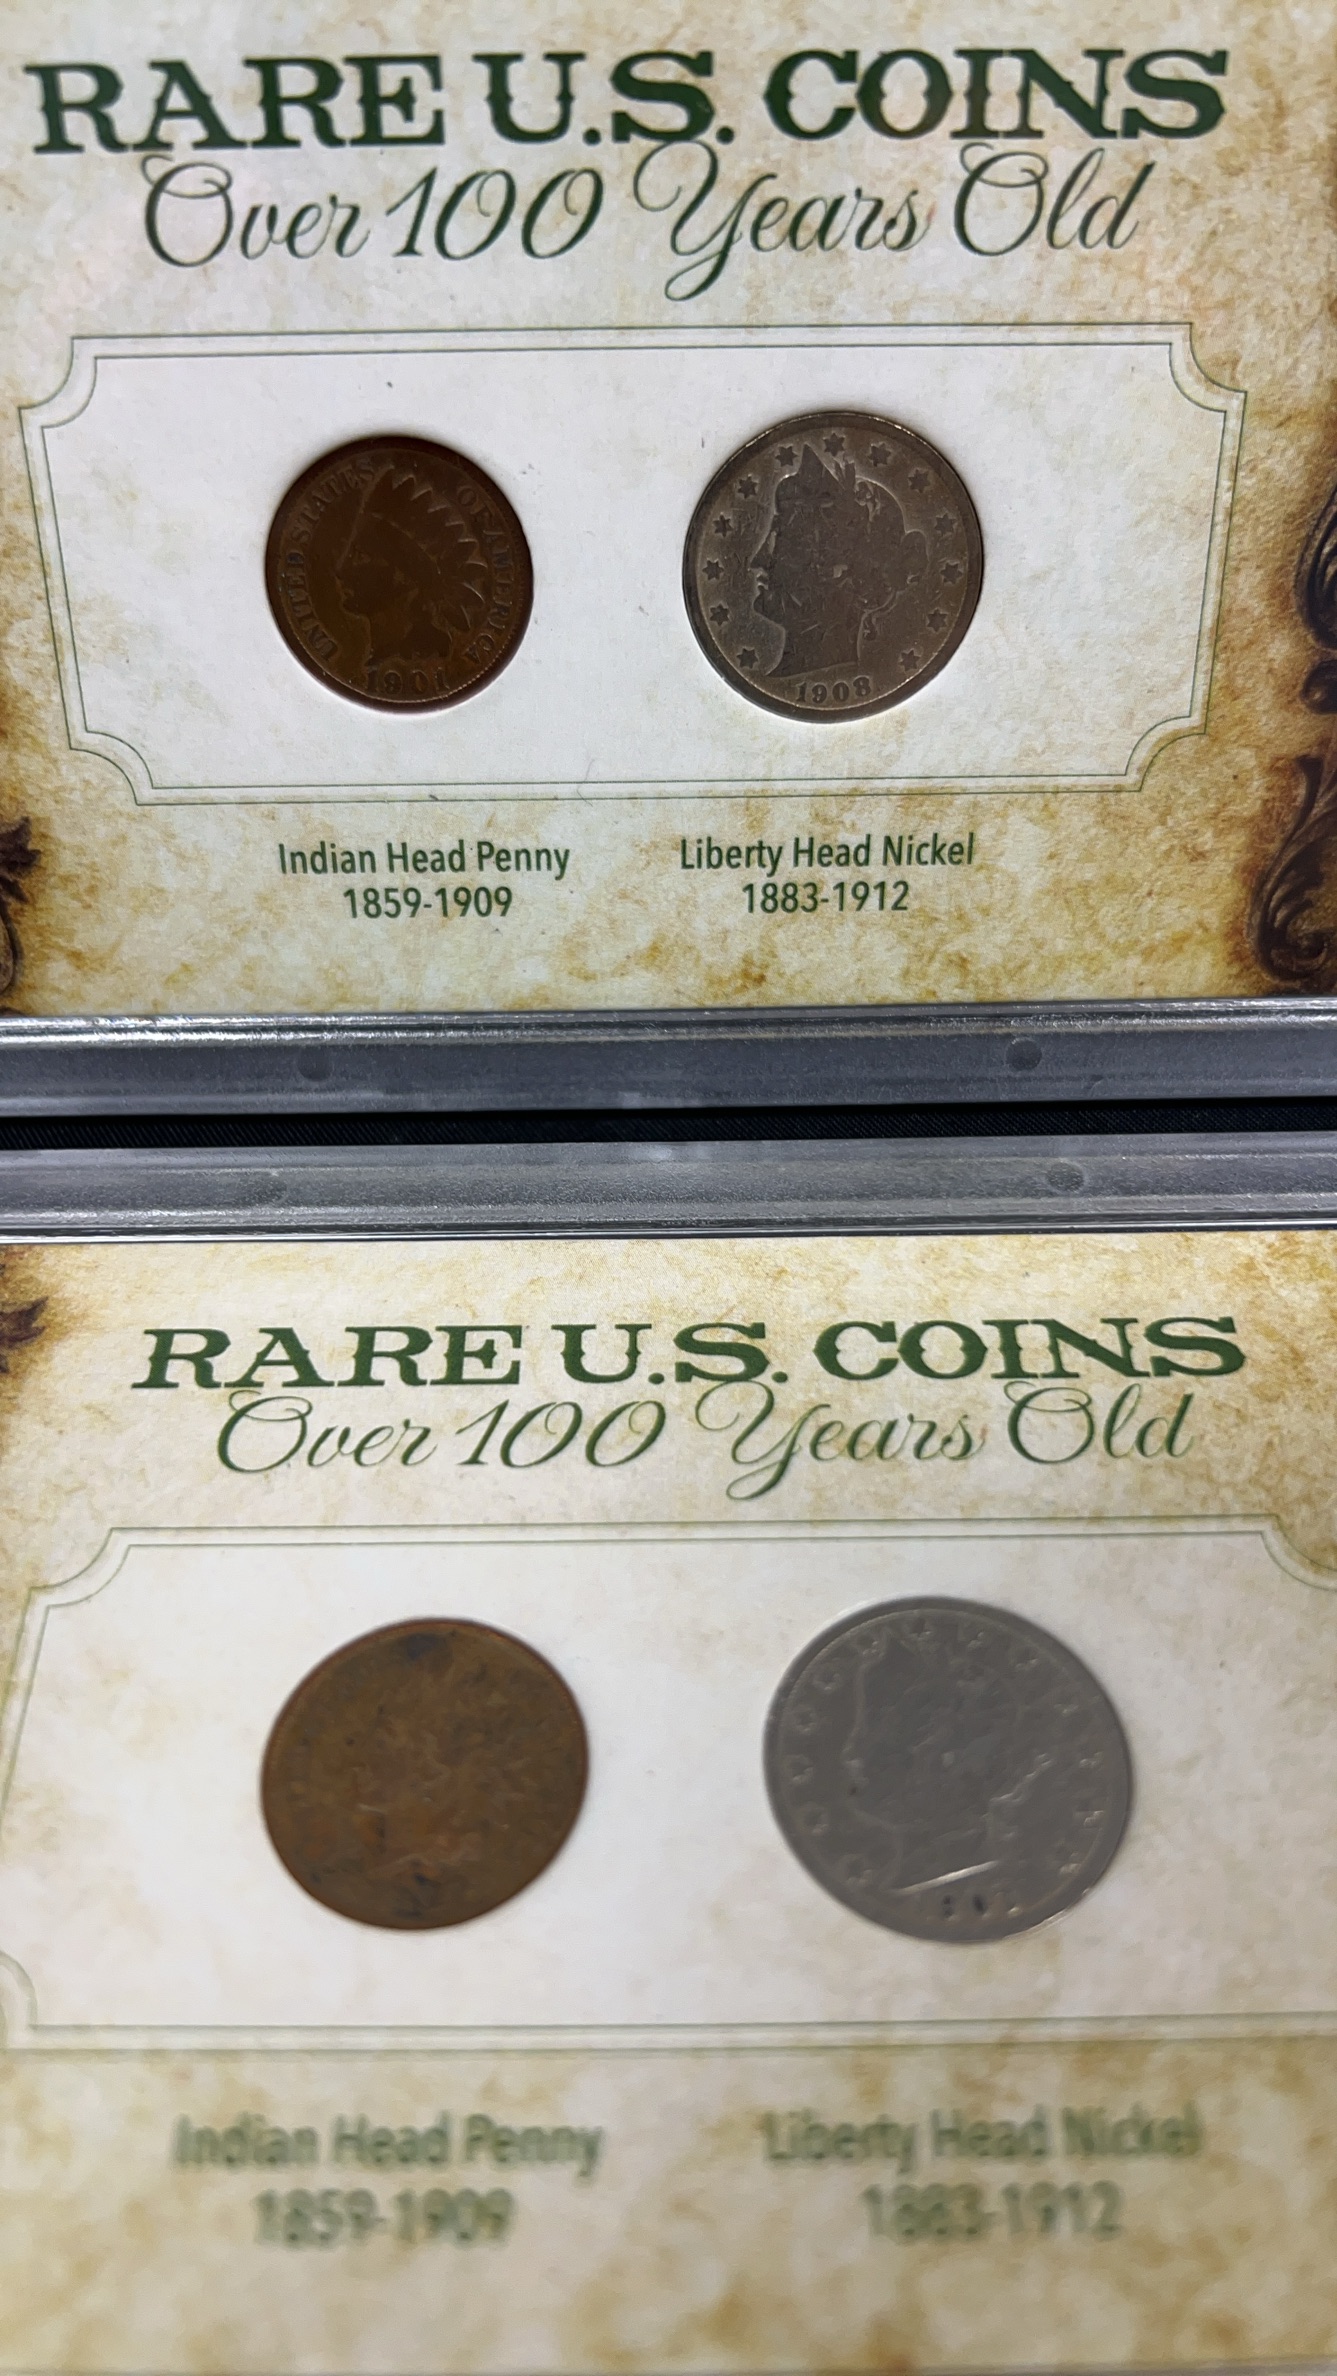 RARE U.S. COINS
Over 100 Years Old
UNITED STATES OF AMERICA
1901
1908
Indian Head Penny
1859-1909
Liberty Head Nickel
1883-1912
RARE U.S. COINS
Over 100 Years Old
Indian Head Penny
1859-1909
Liberty Head Nickel
1883-1912